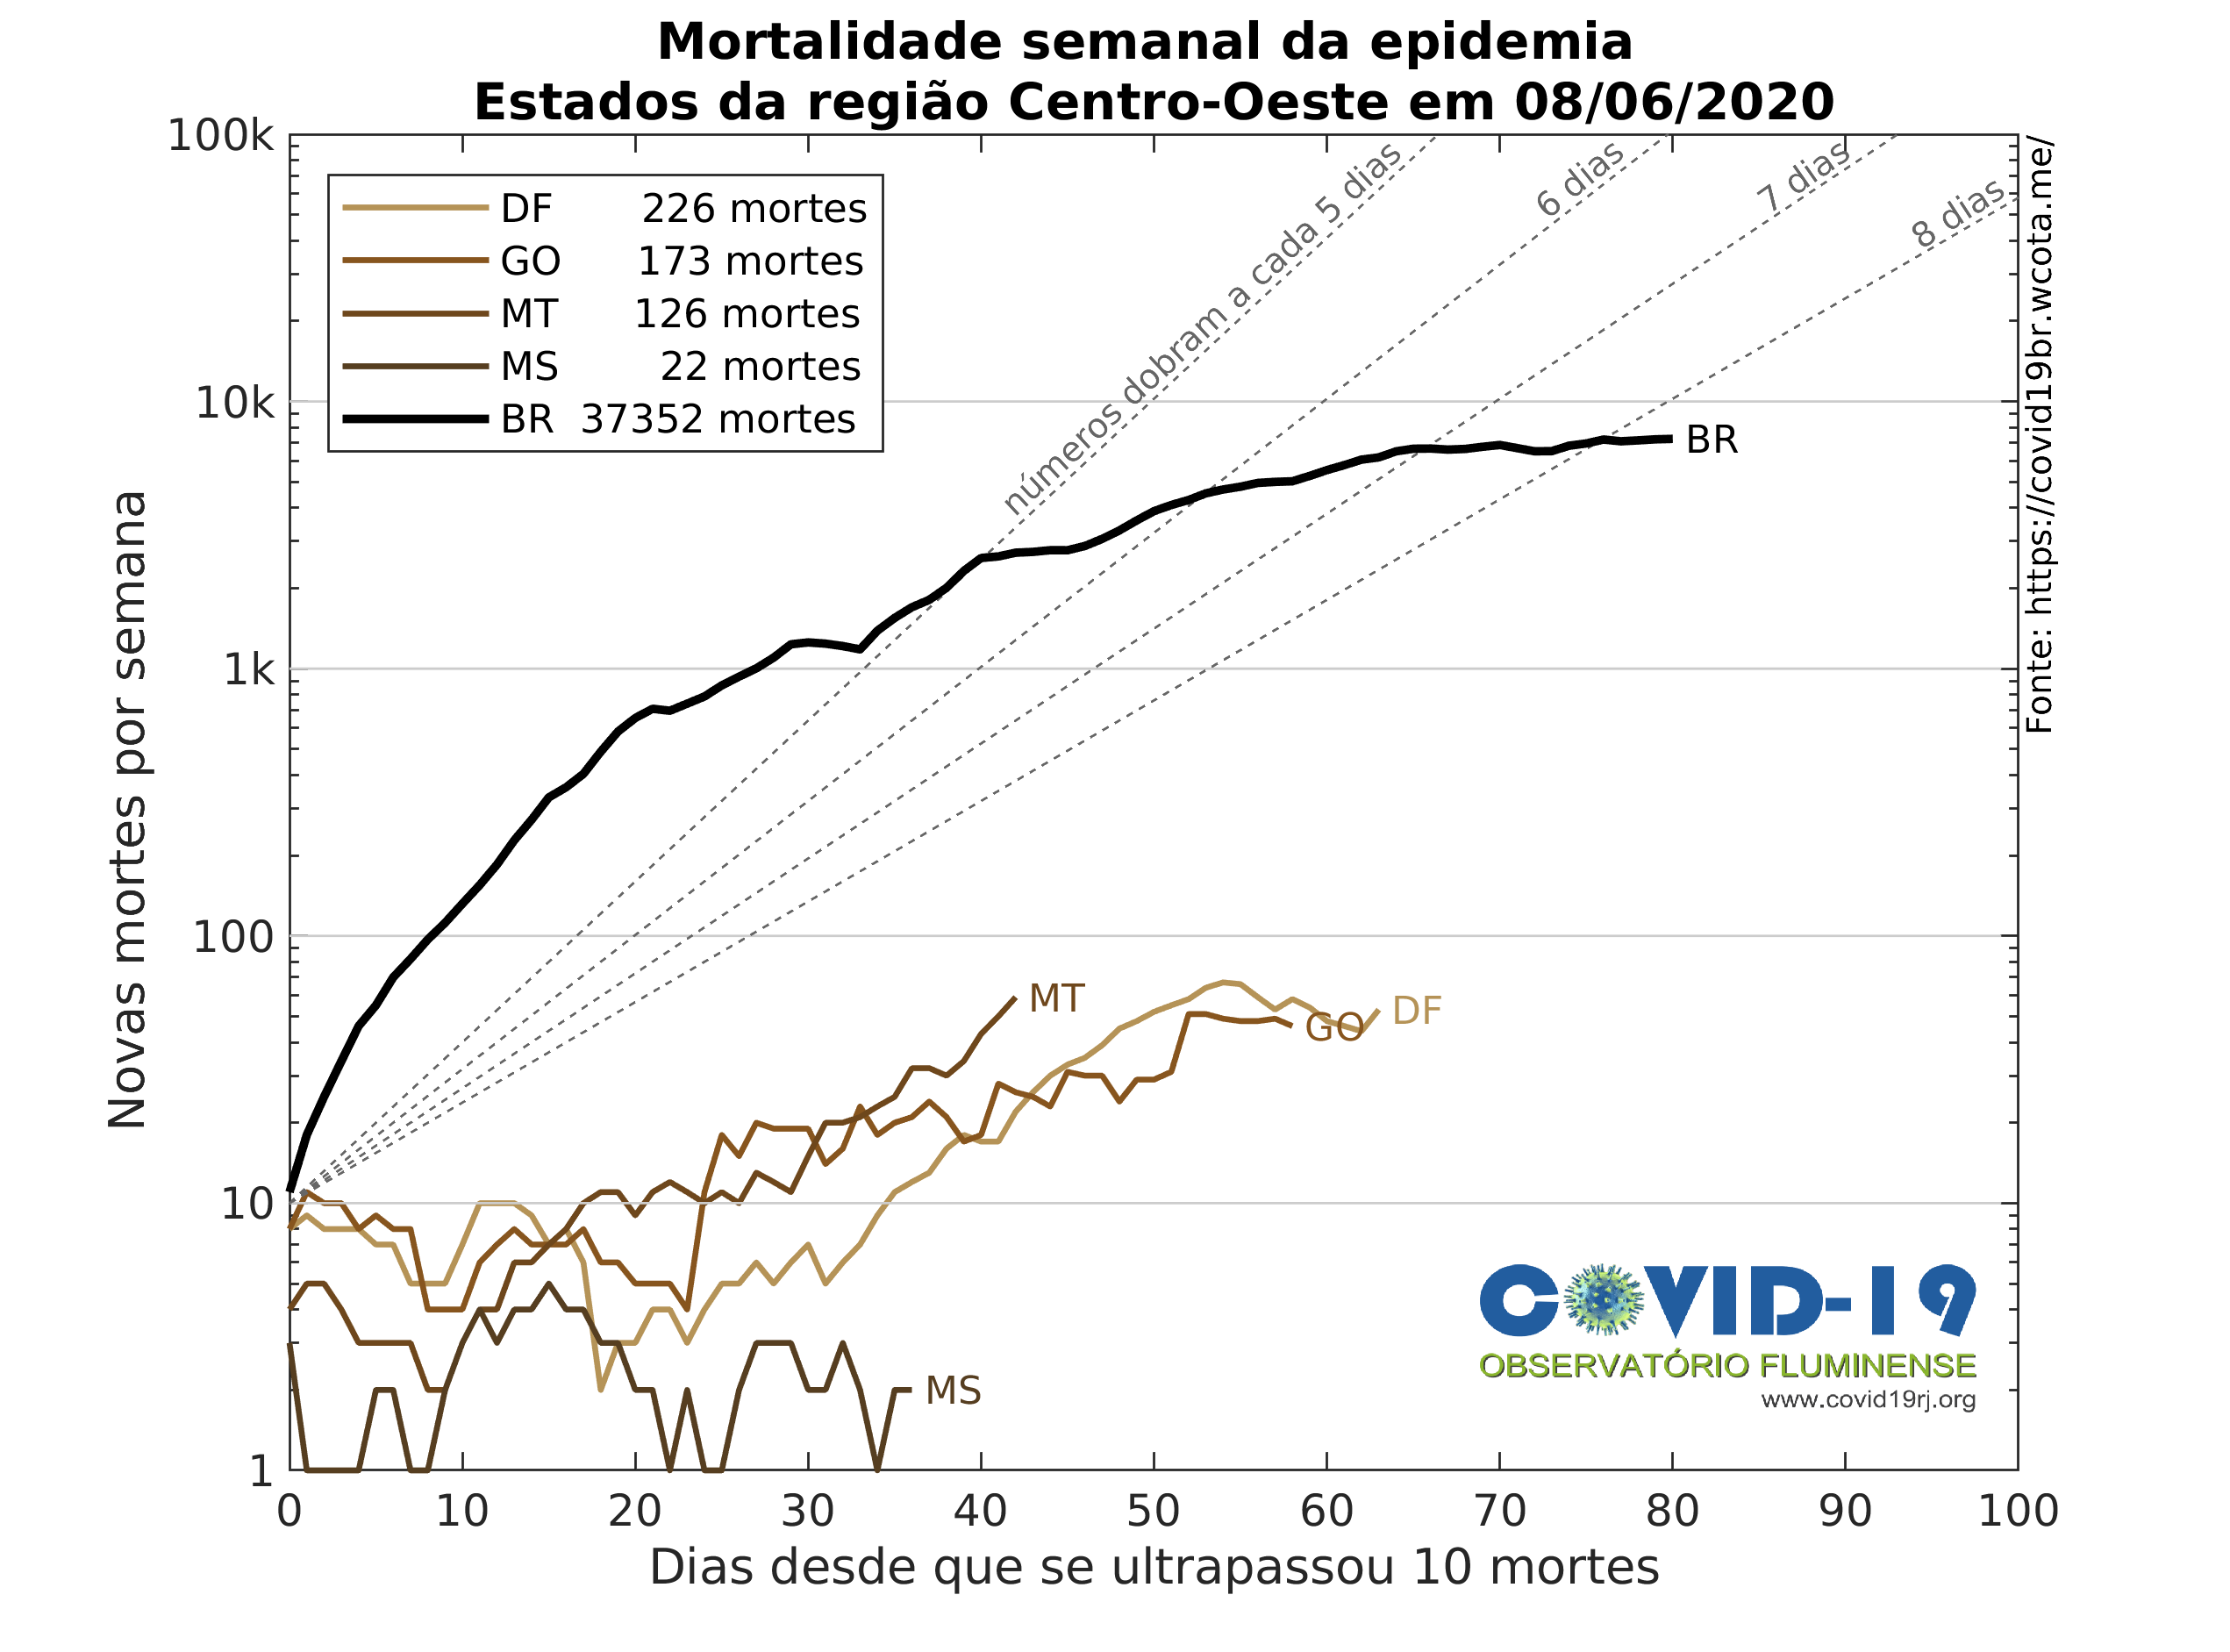 Mortalidade semanal da epidemia
Estados da região Centro-Oeste em 08/06/2020
100k
10k
1k
100
10
1
Novas mortes por semana
DF 226 mortes
GO 173 mortes
MT 126 mortes
MS 22 mortes
BR 37352 mortes
números dobram a cada 5 dias
6 dias
7 dias
8 dias
BR
MT
GO
DF
MS
Fonte: https://covid19br.wcota.me/
COVID-19
OBSERVATÓRIO FLUMINENSE
www.covid19rj.org
0 10 20 30 40 50 60 70 80 90 100
Dias desde que se ultrapassou 10 mortes